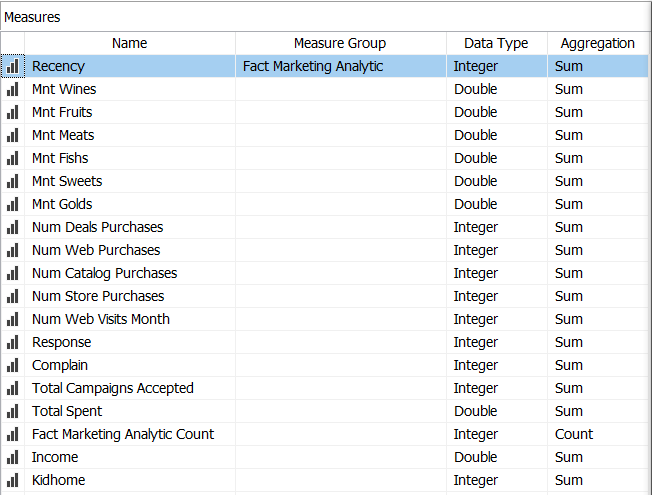 Measures
Name Measure Group Data Type Aggregation
Recency Fact Marketing Analytic Integer Sum
Mnt Wines Double Sum
Mnt Fruits Double Sum
Mnt Meats Double Sum
Mnt Fishs Double Sum
Mnt Sweets Double Sum
Mnt Golds Double Sum
Num Deals Purchases Integer Sum
Num Web Purchases Integer Sum
Num Catalog Purchases Integer Sum
Num Store Purchases Integer Sum
Num Web Visits Month Integer Sum
Response Integer Sum
Complain Integer Sum
Total Campaigns Accepted Integer Sum
Total Spent Double Sum
Fact Marketing Analytic Count Integer Count
Income Double Sum
Kidhome Integer Sum